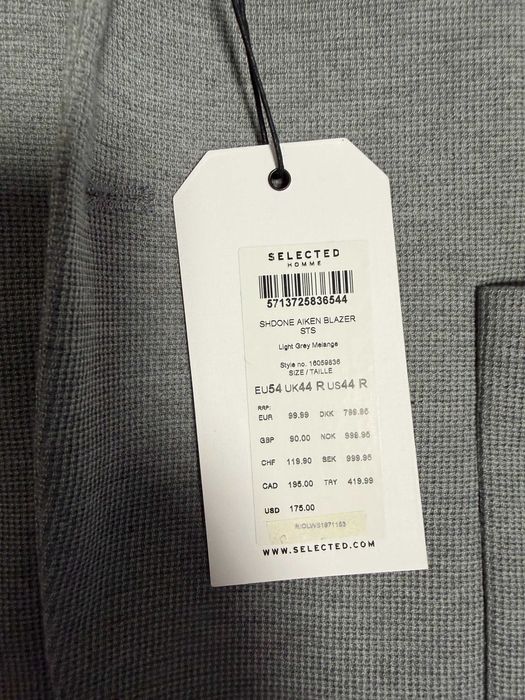 SELECTED
HOMME
5713725836544
SHDONE AIKEN BLAZER
STS
Light Grey Melange
Style no. 16059836
SIZE / TAILLE
EU54 UK44 R US44 R
RRP:
EUR 99.99 DKK 799.95
GBP 90.00 NOK 999.95
CHF 119.90 SEK 999.95
CAD 195.00 TRY 419.99
USD 175.00
WWW.SELECTED.COM